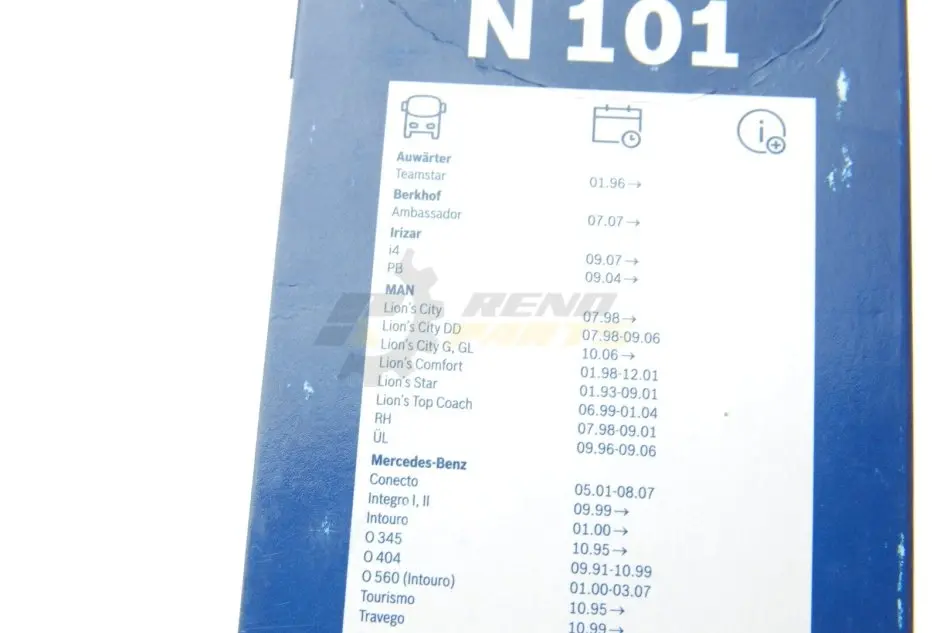 N 101
Auwärter
Teamstar 01.96→
Berkhof
Ambassador 07.07→
Irizar
i4 09.07→
PB 09.04→
MAN
Lion's City 07.98→
Lion's City DD 07.98-09.06
Lion's City G, GL 10.06→
Lion's Comfort 01.98-12.01
Lion's Star 01.93-09.01
Lion's Top Coach 06.99-01.04
RH 07.98-09.01
ÜL 09.96-09.06
Mercedes-Benz
Conecto 05.01-08.07
Integro I, II 09.99→
Intouro 01.00→
O 345 10.95→
O 404 09.91-10.99
O 560 (Intouro) 01.00-03.07
Tourismo 10.95→
Travego 10.99→
RENO
PART